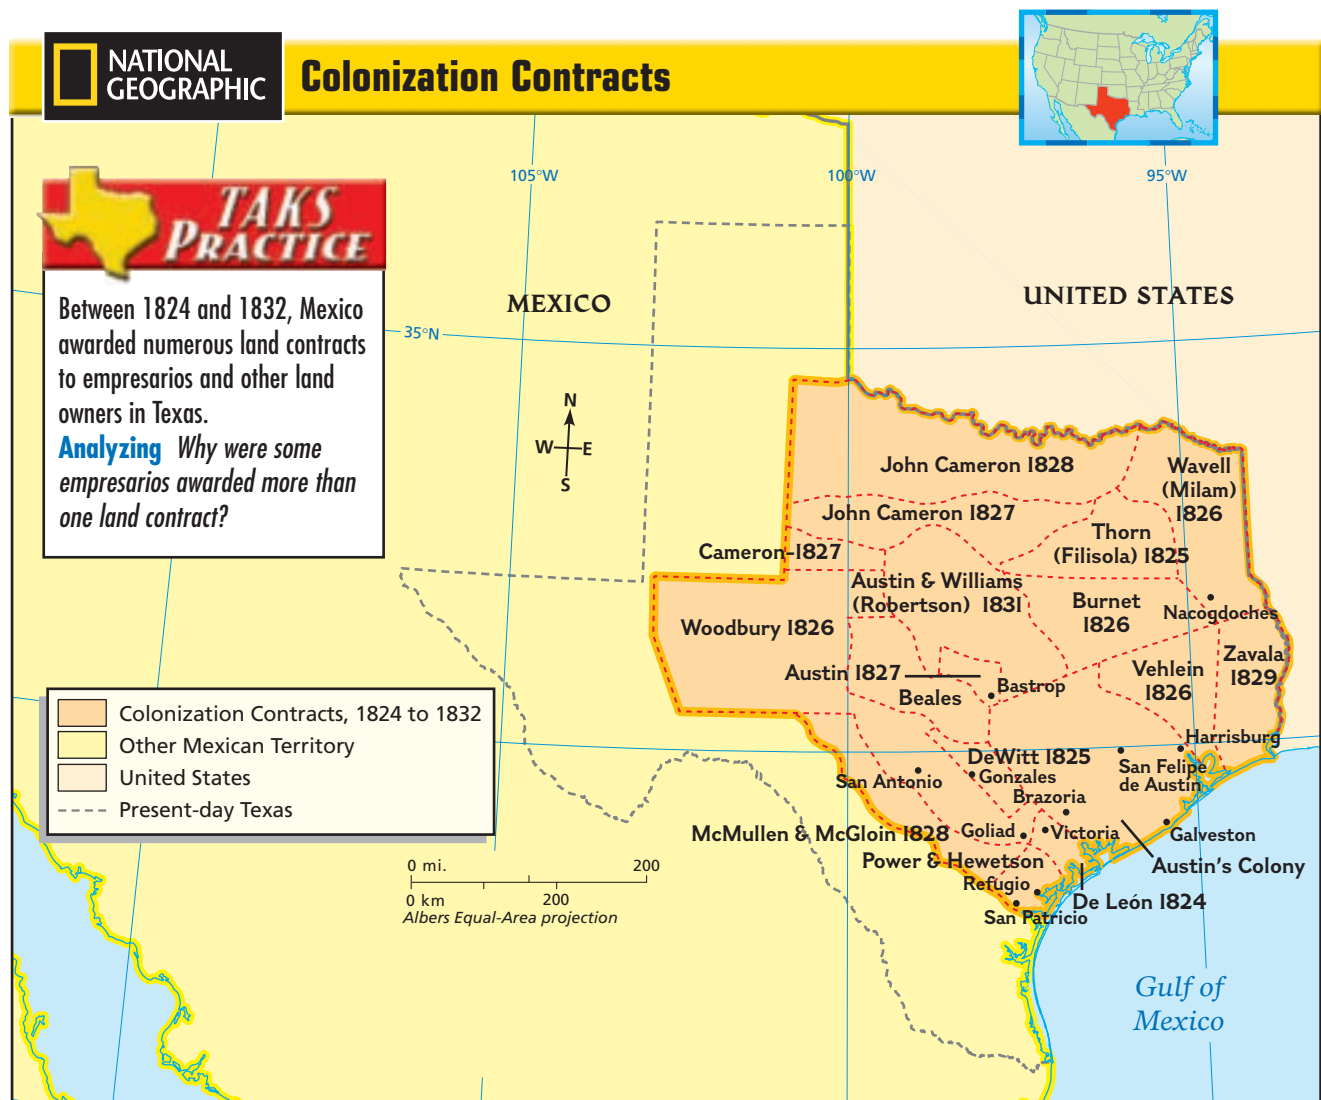 NATIONAL
GEOGRAPHIC
Colonization Contracts
TAKS
PRACTICE
Between 1824 and 1832, Mexico
awarded numerous land contracts
to empresarios and other land
owners in Texas.
Analyzing Why were some
empresarios awarded more than
one land contract?
105°W
100°W
95°W
35°N
MEXICO
UNITED STATES
N
W
E
S
John Cameron 1828
Wavell
(Milam)
1826
John Cameron 1827
Thorn
(Filisola) 1825
Cameron-1827
Austin & Williams
(Robertson) 1831
Burnet
1826
Nacogdoches
Woodbury 1826
Zavala
1829
Vehlein
1826
Austin 1827
Beales
Bastrop
Harrisburg
DeWitt 1825
San Felipe
de Austin
San Antonio
Gonzales
Brazoria
McMullen & McGloin 1828
Goliad
Victoria
Galveston
Power & Hewetson
Austin's Colony
Refugio
De León 1824
San Patricio
Gulf of
Mexico
Colonization Contracts, 1824 to 1832
Other Mexican Territory
United States
Present-day Texas
0 mi. 200
0 km 200
Albers Equal-Area projection